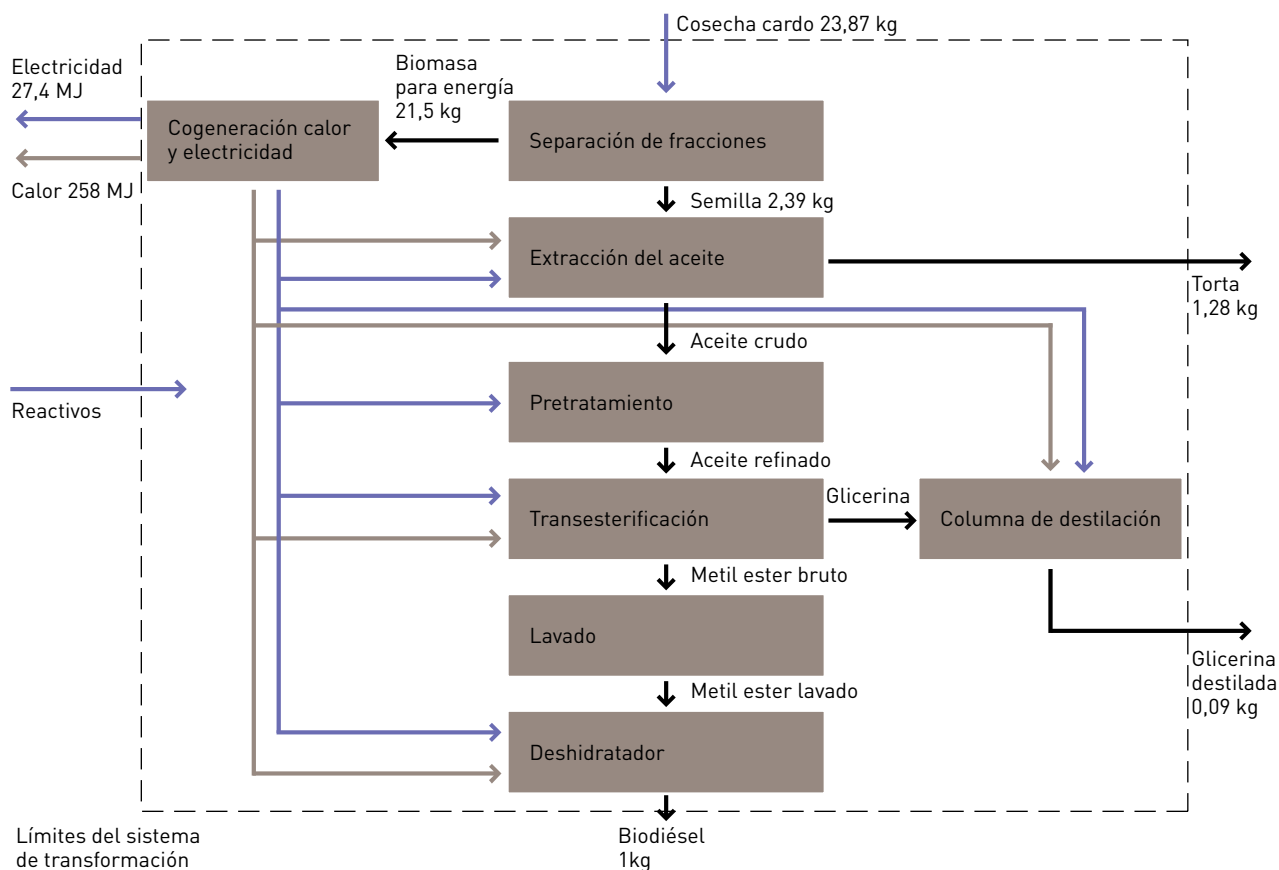 Cosecha cardo 23,87 kg
Electricidad
27,4 MJ
Biomasa
para energía
21,5 kg
Cogeneración calor
y electricidad
Separación de fracciones
Calor 258 MJ
Semilla 2,39 kg
Extracción del aceite
Torta
1,28 kg
Aceite crudo
Reactivos
Pretratamiento
Aceite refinado
Glicerina
Transesterificación
Columna de destilación
Metil ester bruto
Lavado
Glicerina
destilada
0,09 kg
Metil ester lavado
Deshidratador
Límites del sistema
de transformación
Biodiésel
1kg